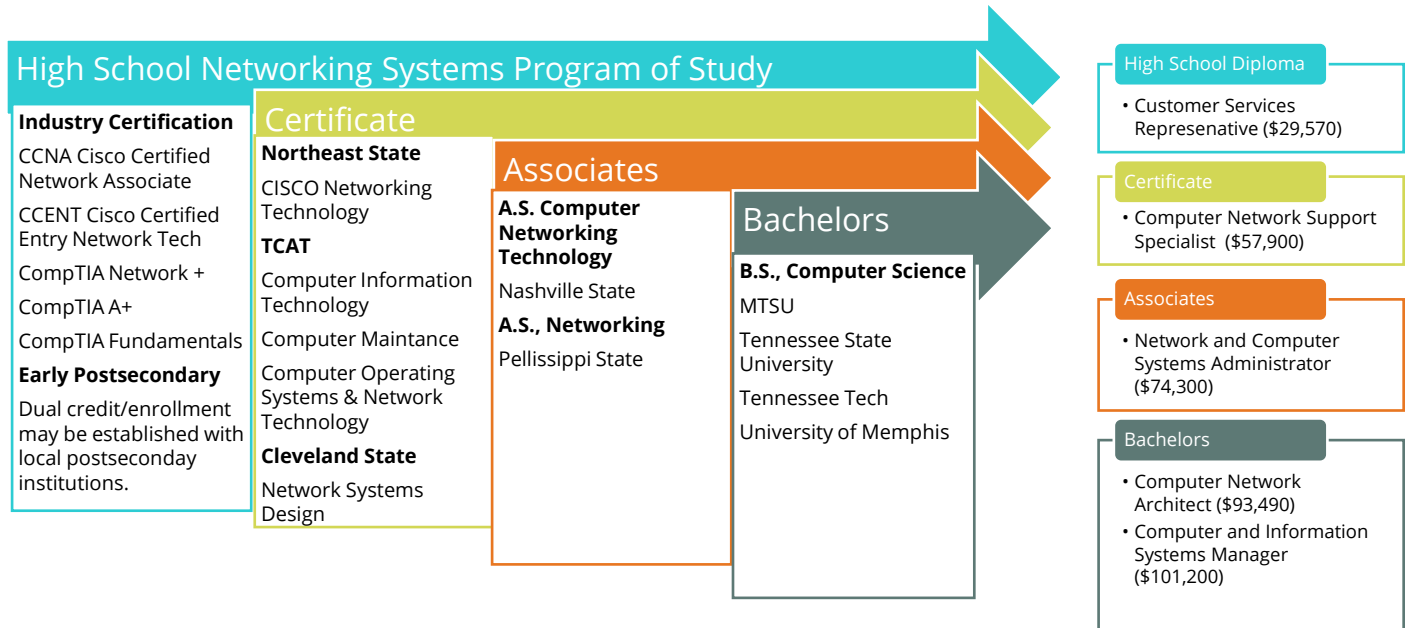 High School Networking Systems Program of Study
Industry Certification
CCNA Cisco Certified
Network Associate
CCENT Cisco Certified
Entry Network Tech
CompTIA Network +
CompTIA A+
CompTIA Fundamentals
Early Postsecondary
Dual credit/enrollment
may be established with
local postseconday
institutions.
Certificate
Northeast State
CISCO Networking
Technology
TCAT
Computer Information
Technology
Computer Maintance
Computer Operating
Systems & Network
Technology
Cleveland State
Network Systems
Design
Associates
A.S. Computer
Networking
Technology
Nashville State
A.S., Networking
Pellissippi State
Bachelors
B.S., Computer Science
MTSU
Tennessee State
University
Tennessee Tech
University of Memphis
High School Diploma
• Customer Services
Represenative ($29,570)
Certificate
• Computer Network Support
Specialist ($57,900)
Associates
• Network and Computer
Systems Administrator
($74,300)
Bachelors
• Computer Network
Architect ($93,490)
• Computer and Information
Systems Manager
($101,200)